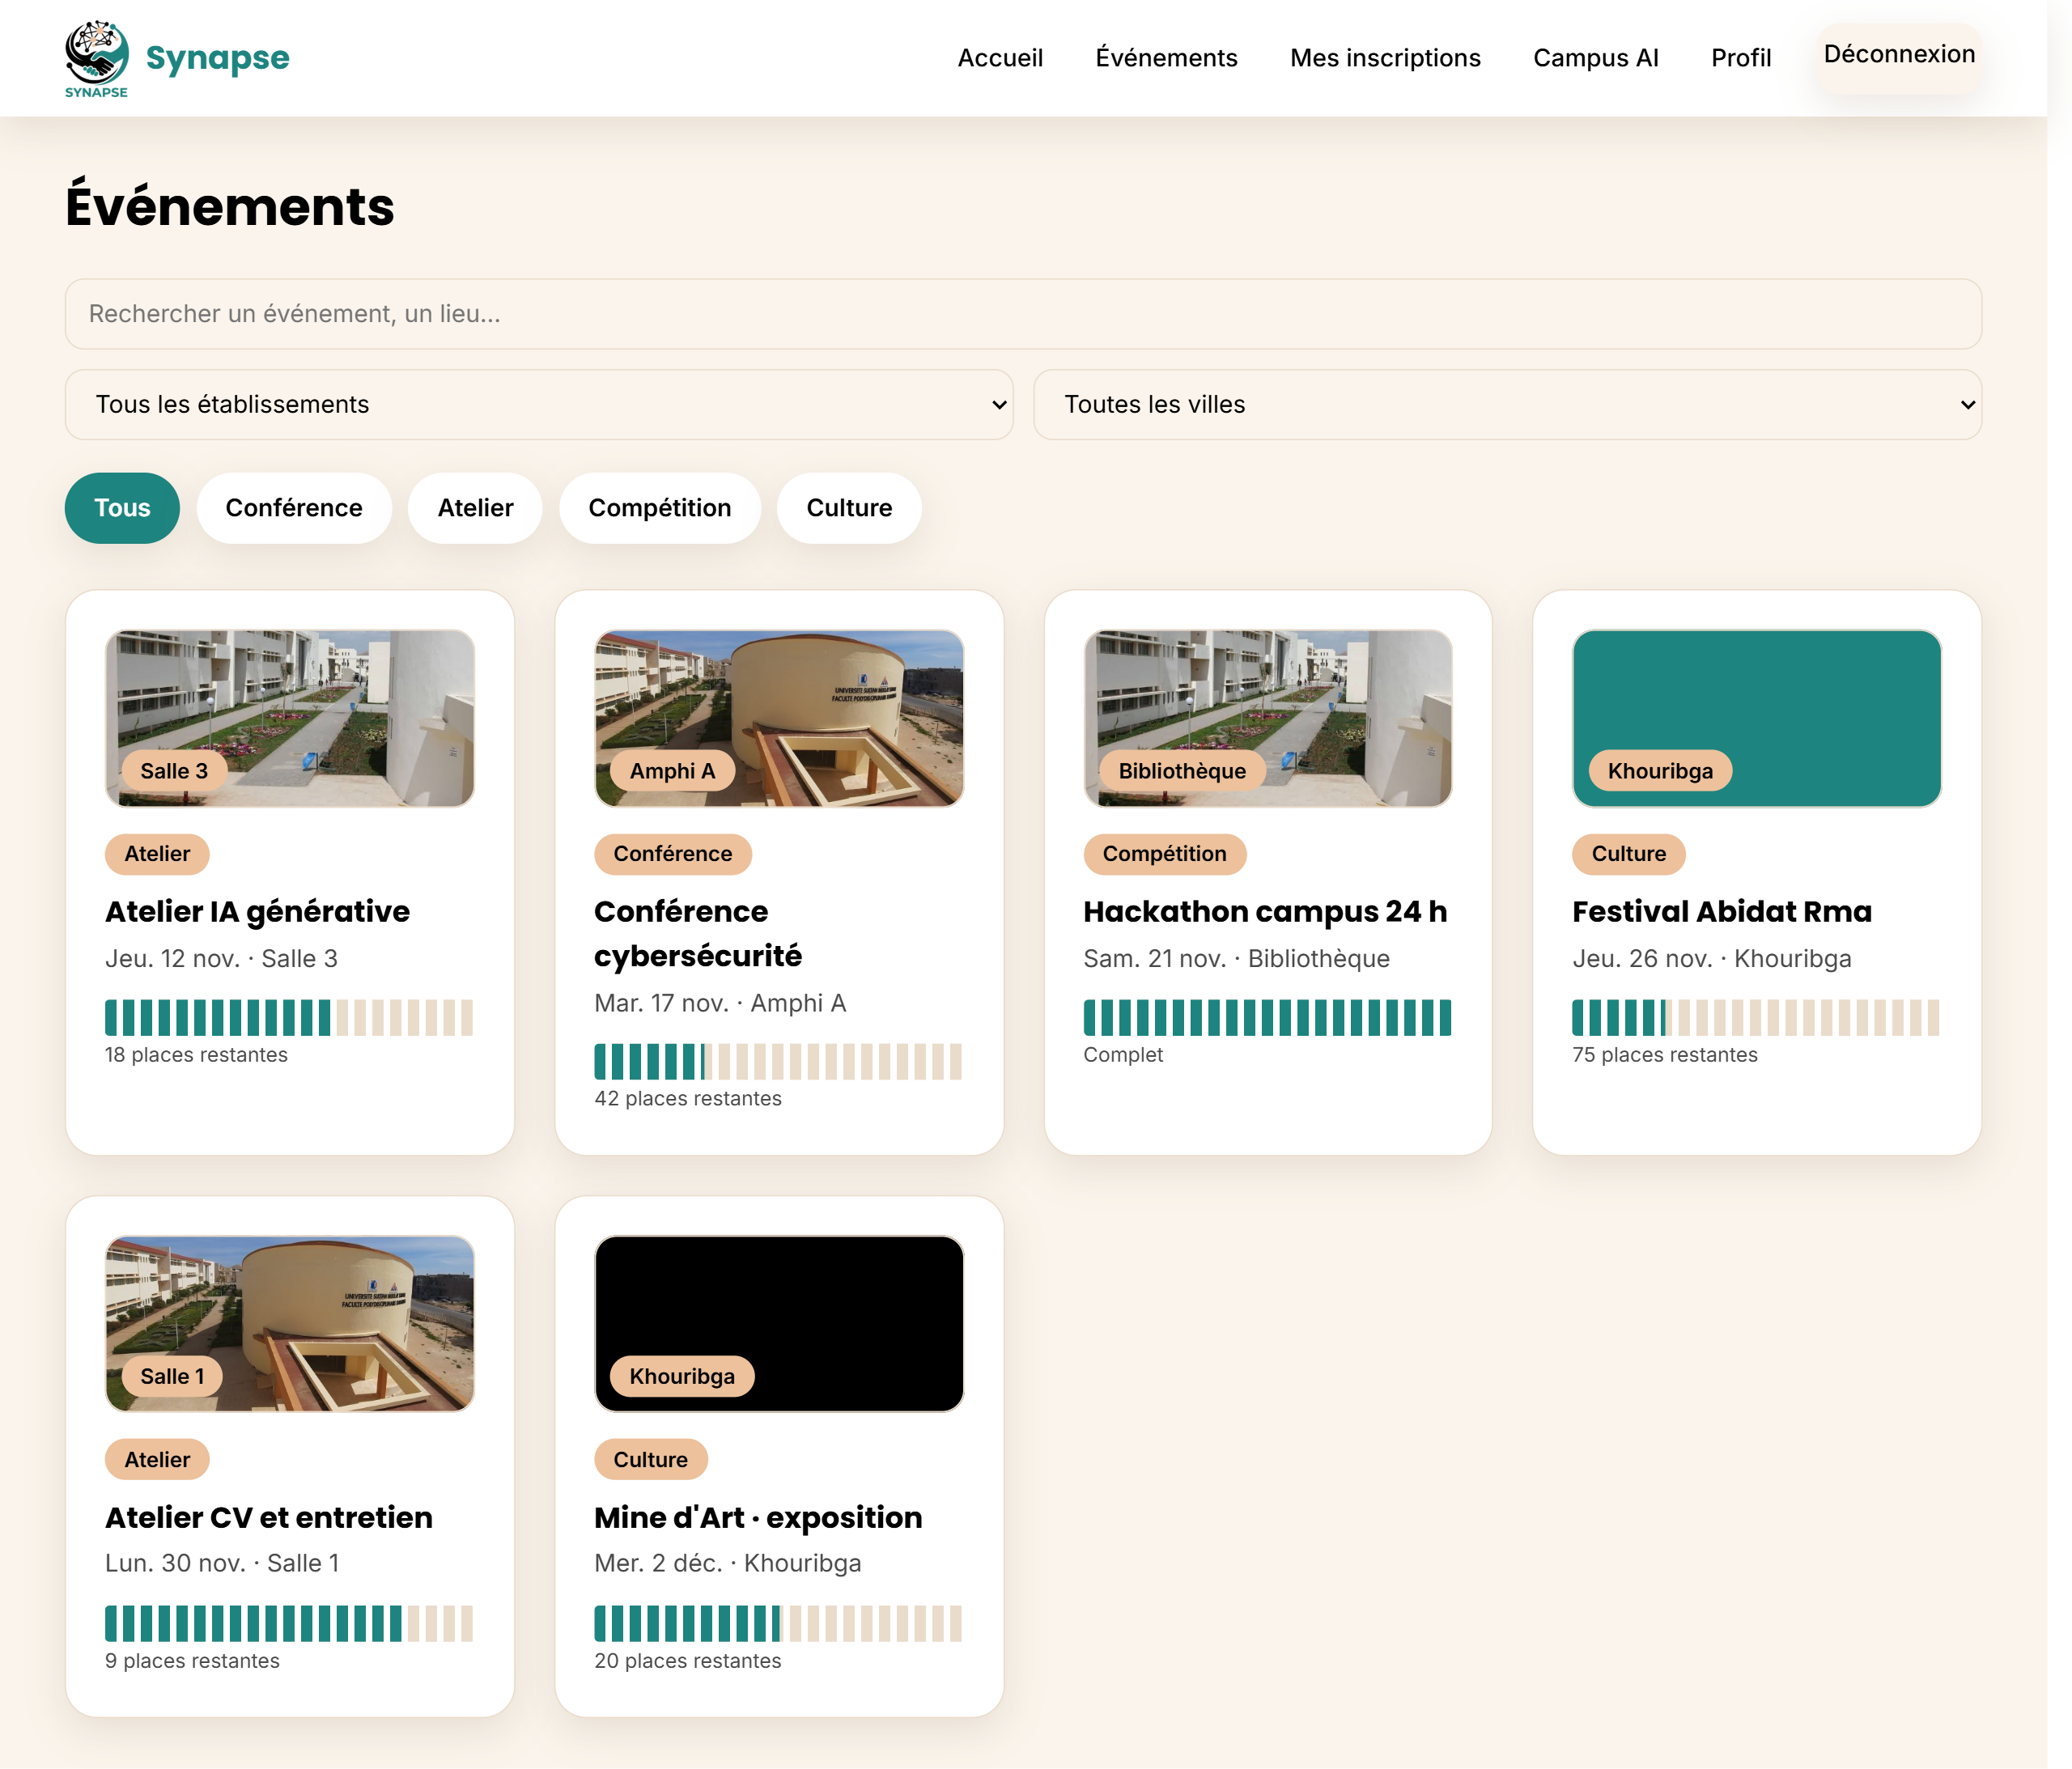 SYNAPSE
Synapse
Accueil
Événements
Mes inscriptions
Campus AI
Profil
Déconnexion
Événements
Rechercher un événement, un lieu...
Tous les établissements
Toutes les villes
Tous
Conférence
Atelier
Compétition
Culture
Salle 3
Atelier
Atelier IA générative
Jeu. 12 nov. · Salle 3
18 places restantes
Amphi A
Conférence
Conférence
cybersécurité
Mar. 17 nov. · Amphi A
42 places restantes
Bibliothèque
Compétition
Hackathon campus 24 h
Sam. 21 nov. · Bibliothèque
Complet
Khouribga
Culture
Festival Abidat Rma
Jeu. 26 nov. · Khouribga
75 places restantes
Salle 1
Atelier
Atelier CV et entretien
Lun. 30 nov. · Salle 1
9 places restantes
Khouribga
Culture
Mine d'Art · exposition
Mer. 2 déc. · Khouribga
20 places restantes